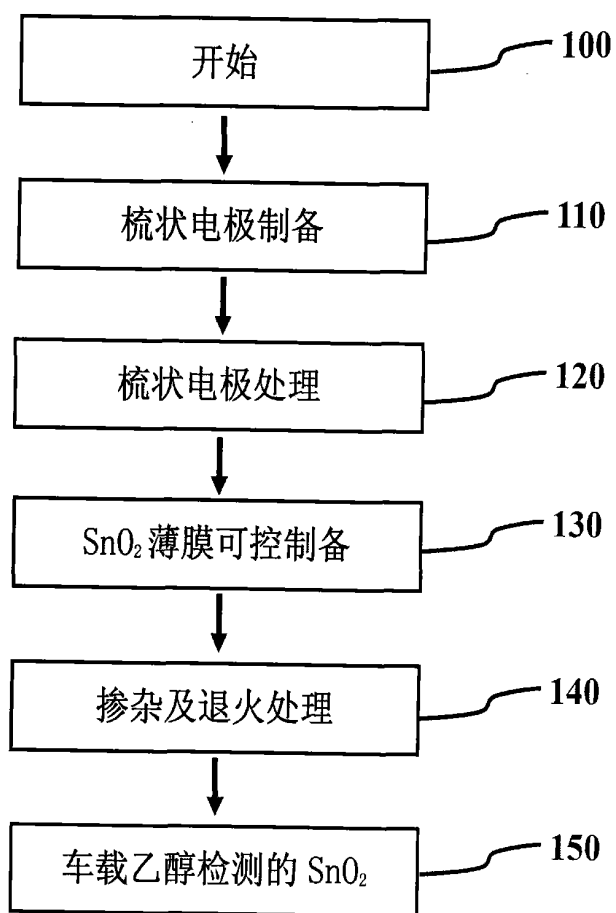 开始
100
梳状电极制备
110
梳状电极处理
120
SnO₂薄膜可控制备
130
掺杂及退火处理
140
车载乙醇检测的 SnO₂
150